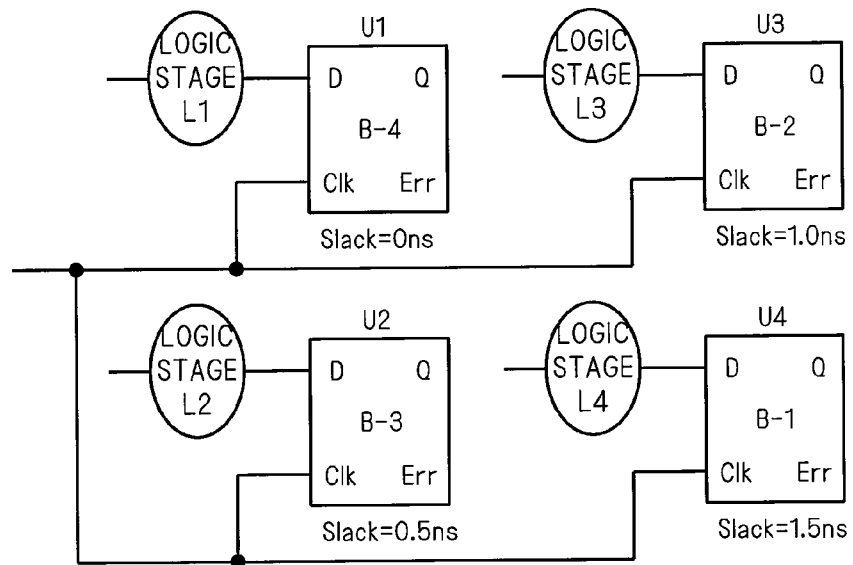 LOGIC
STAGE
L1
U1
D Q
B-4
Clk Err
Slack=0ns
LOGIC
STAGE
L3
U3
D Q
B-2
Clk Err
Slack=1.0ns
LOGIC
STAGE
L2
U2
D Q
B-3
Clk Err
Slack=0.5ns
LOGIC
STAGE
L4
U4
D Q
B-1
Clk Err
Slack=1.5ns